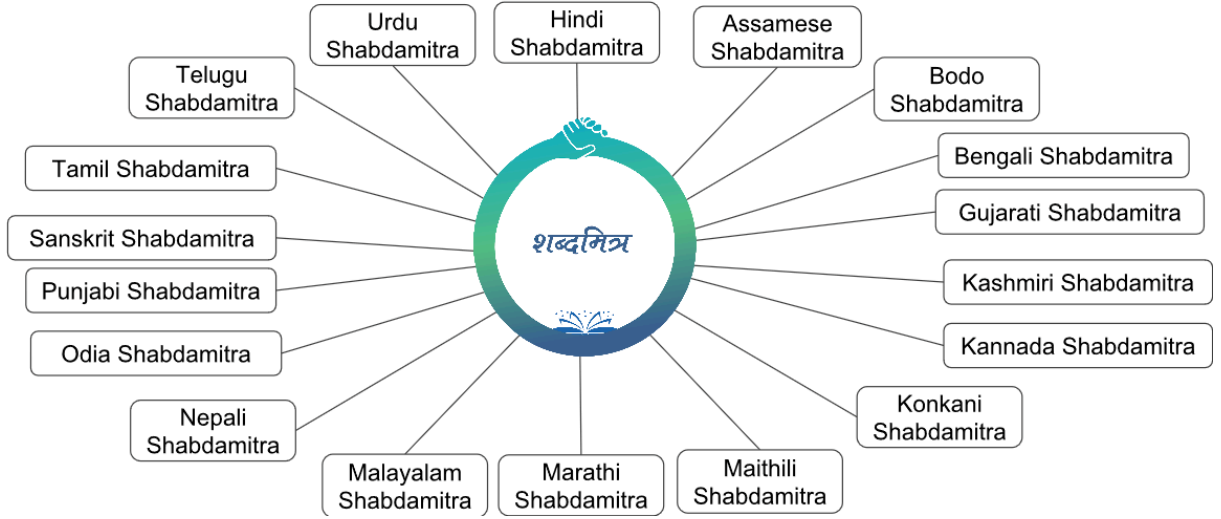 Urdu
Shabdamitra
Hindi
Shabdamitra
Assamese
Shabdamitra
Telugu
Shabdamitra
Bodo
Shabdamitra
Tamil Shabdamitra
Bengali Shabdamitra
Gujarati Shabdamitra
Sanskrit Shabdamitra
शब्दमित्र
Punjabi Shabdamitra
Kashmiri Shabdamitra
Odia Shabdamitra
Kannada Shabdamitra
Nepali
Shabdamitra
Konkani
Shabdamitra
Malayalam
Shabdamitra
Marathi
Shabdamitra
Maithili
Shabdamitra